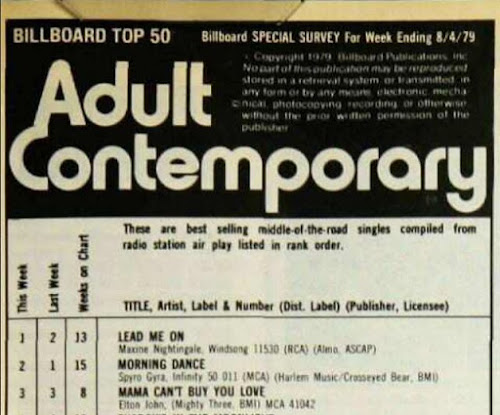 BILLBOARD TOP 50 Billboard SPECIAL SURVEY For Week Ending 8/4/79
© Copyright 1979, Billboard Publications, Inc.
No part of this publication may be reproduced,
stored in a retrieval system, or transmitted, in
any form or by any means, electronic, mecha
nical, photocopying, recording, or otherwise,
without the prior written permission of the
publisher.
Adult
Contemporary
This Week
Last Week
Weeks on Chart
These are best selling middle-of-the-road singles compiled from
radio station air play listed in rank order.
TITLE, Artist, Label & Number (Dist. Label) (Publisher, Licensee)
1 2 13 LEAD ME ON
Maxine Nightingale, Windsong 11530 (RCA) (Almo, ASCAP)
2 1 15 MORNING DANCE
Spyro Gyra, Infinity 50 011 (MCA) (Harlem Music/Crosseyed Bear, BMI)
3 3 8 MAMA CAN'T BUY YOU LOVE
Elton John, (Mighty Three, BMI) MCA 41042